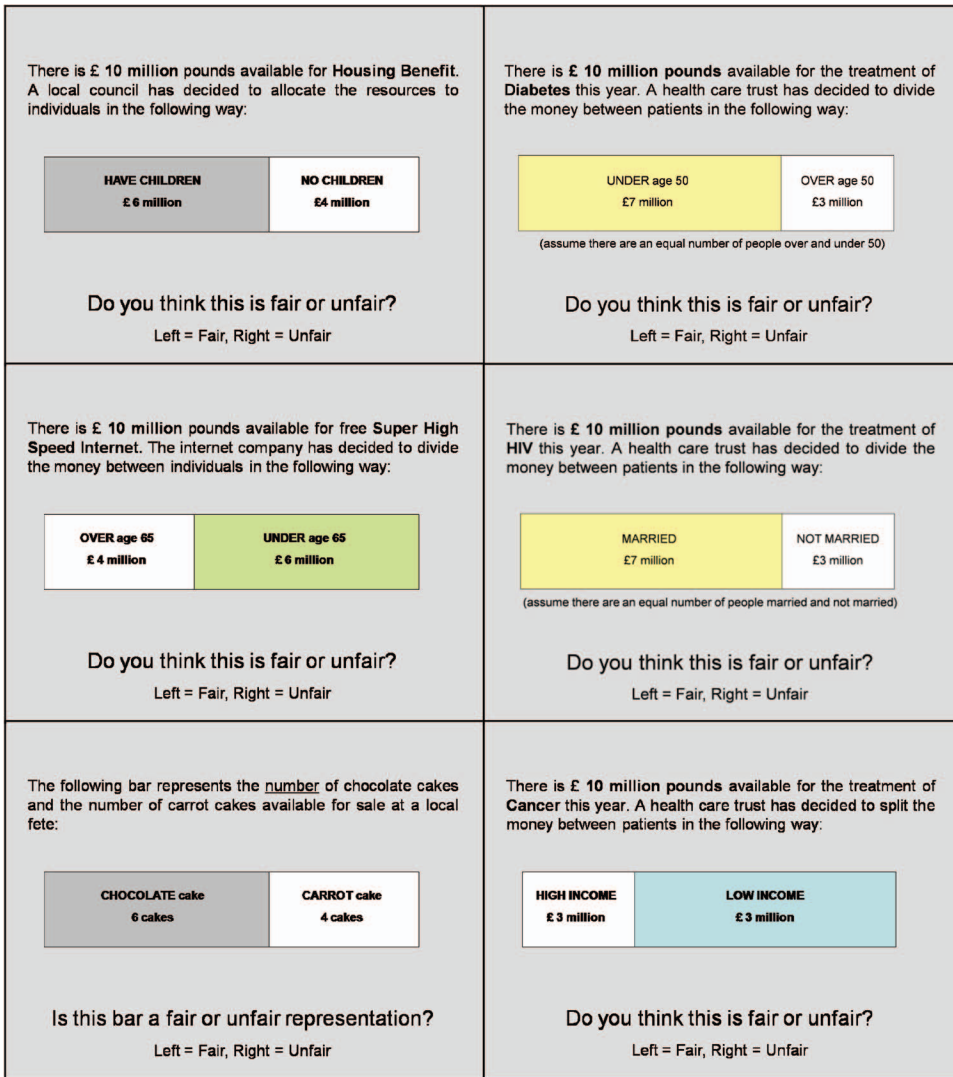 There is £ 10 million pounds available for Housing Benefit.
A local council has decided to allocate the resources to
individuals in the following way:
HAVE CHILDREN
£ 6 million
NO CHILDREN
£4 million
Do you think this is fair or unfair?
Left = Fair, Right = Unfair
There is £ 10 million pounds available for the treatment of
Diabetes this year. A health care trust has decided to divide
the money between patients in the following way:
UNDER age 50
£7 million
OVER age 50
£3 million
(assume there are an equal number of people over and under 50)
Do you think this is fair or unfair?
Left = Fair, Right = Unfair
There is £ 10 million pounds available for free Super High
Speed Internet. The internet company has decided to divide
the money between individuals in the following way:
OVER age 65
£ 4 million
UNDER age 65
£ 6 million
Do you think this is fair or unfair?
Left = Fair, Right = Unfair
There is £ 10 million pounds available for the treatment of
HIV this year. A health care trust has decided to divide the
money between patients in the following way:
MARRIED
£7 million
NOT MARRIED
£3 million
(assume there are an equal number of people married and not married)
Do you think this is fair or unfair?
Left = Fair, Right = Unfair
The following bar represents the number of chocolate cakes
and the number of carrot cakes available for sale at a local
fete:
CHOCOLATE cake
6 cakes
CARROT cake
4 cakes
Is this bar a fair or unfair representation?
Left = Fair, Right = Unfair
There is £ 10 million pounds available for the treatment of
Cancer this year. A health care trust has decided to split the
money between patients in the following way:
HIGH INCOME
£ 3 million
LOW INCOME
£ 3 million
Do you think this is fair or unfair?
Left = Fair, Right = Unfair